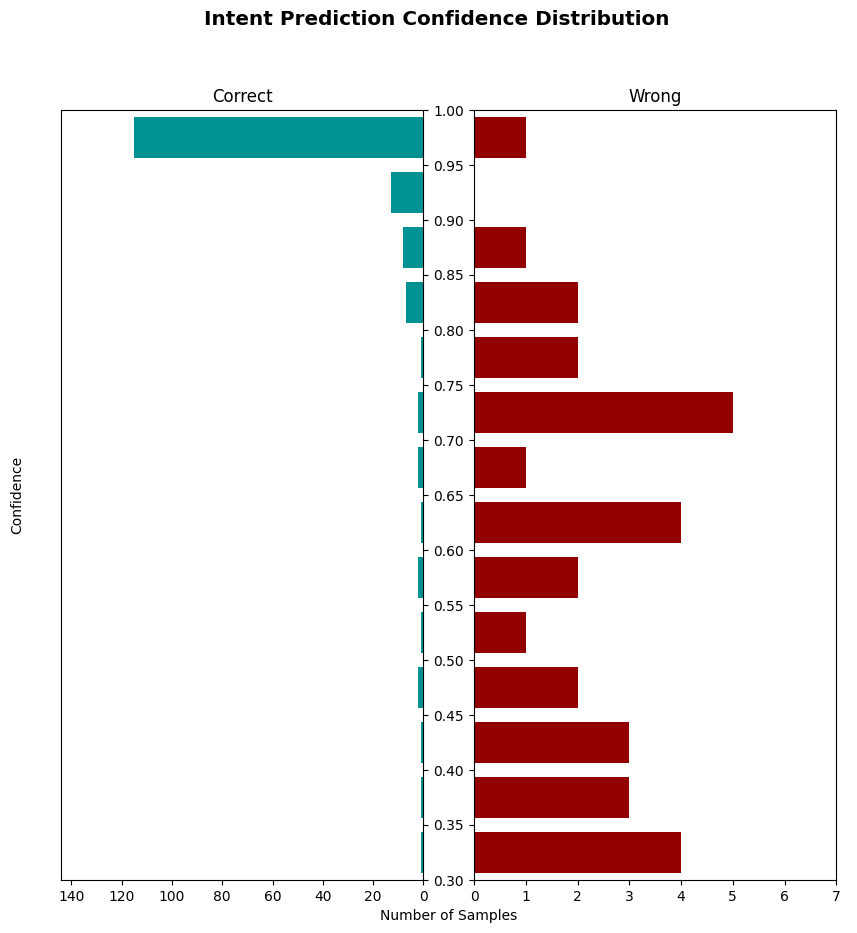 Intent Prediction Confidence Distribution
Correct
Wrong
1.00
0.95
0.90
0.85
0.80
0.75
0.70
0.65
0.60
0.55
0.50
0.45
0.40
0.35
0.30
Confidence
140 120 100 80 60 40 20 0
0 1 2 3 4 5 6 7
Number of Samples